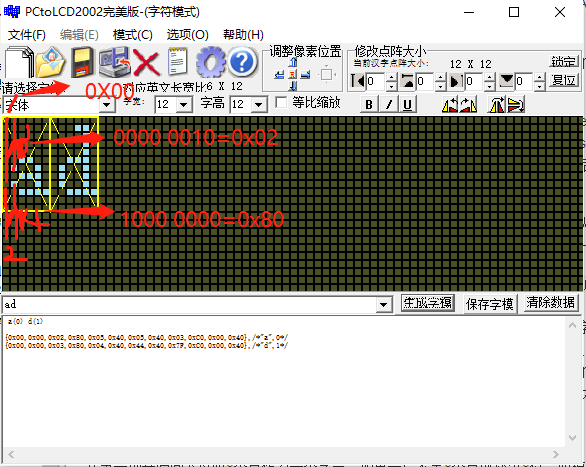 PCtoLCD2002完美版-(字符模式)
文件(F) 编辑(E) 模式(C) 选项(O) 帮助(H)
调整像素位置 修改点阵大小
当前汉字点阵大小: 12 X 12
锁定
0 0 0 0 复位
请选择 对应英文长宽比 6 X 12
0X00
宋体 字宽: 12 字高 12 等比缩放 B I U
0000 0010=0x02
1000 0000=0x80
ad 生成字模 保存字模 清除数据
a(0) d(1)
{0x00,0x00,0x02,0x80,0x05,0x40,0x05,0x40,0x03,0xC0,0x00,0x40},/*"a",0*/
{0x00,0x00,0x03,0x80,0x04,0x40,0x44,0x40,0x7F,0xC0,0x00,0x40},/*"d",1*/